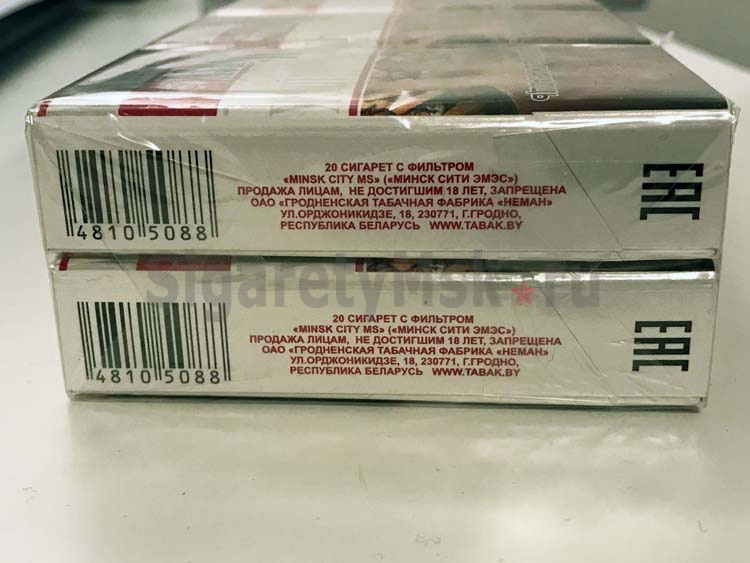 4810 5088
20 СИГАРЕТ С ФИЛЬТРОМ
«MINSK CITY MS» («МИНСК СИТИ ЭМЭС»)
ПРОДАЖА ЛИЦАМ, НЕ ДОСТИГШИМ 18 ЛЕТ, ЗАПРЕЩЕНА
ОАО «ГРОДНЕНСКАЯ ТАБАЧНАЯ ФАБРИКА «НЕМАН»
УЛ.ОРДЖОНИКИДЗЕ, 18, 230771, Г.ГРОДНО,
РЕСПУБЛИКА БЕЛАРУСЬ WWW.TABAK.BY
EAC
SigaretyMsk.ru
4810 5088
20 СИГАРЕТ С ФИЛЬТРОМ
«MINSK CITY MS» («МИНСК СИТИ ЭМЭС»)
ПРОДАЖА ЛИЦАМ, НЕ ДОСТИГШИМ 18 ЛЕТ, ЗАПРЕЩЕНА
ОАО «ГРОДНЕНСКАЯ ТАБАЧНАЯ ФАБРИКА «НЕМАН»
УЛ.ОРДЖОНИКИДЗЕ, 18, 230771, Г.ГРОДНО,
РЕСПУБЛИКА БЕЛАРУСЬ WWW.TABAK.BY
EAC